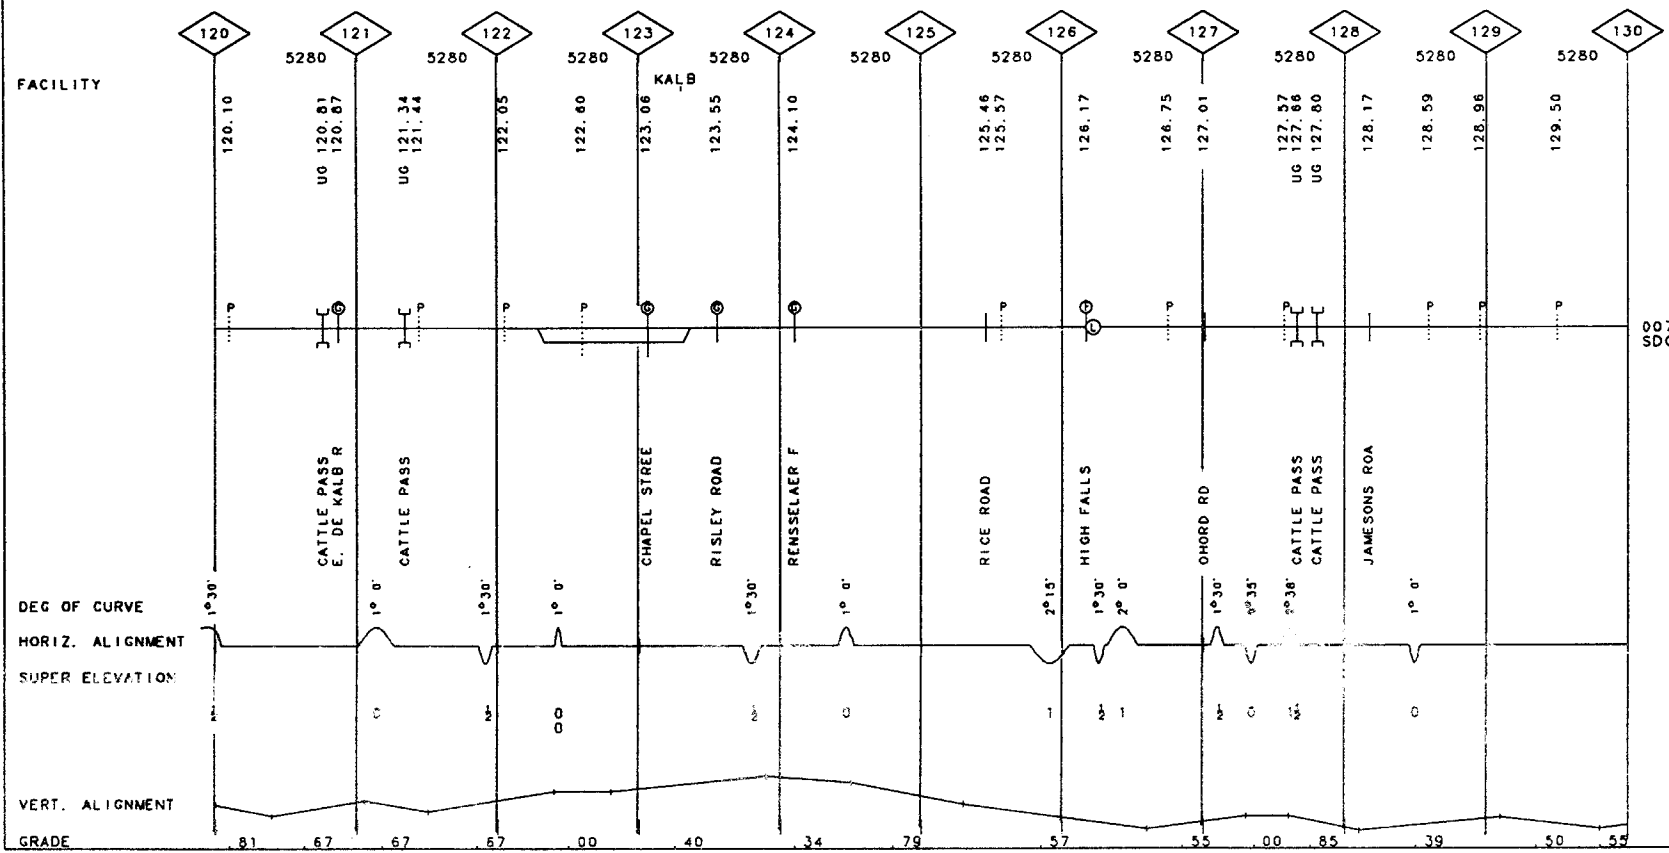 120 121 122 123 124 125 126 127 128 129 130
5280 5280 5280 5280 5280 5280 5280 5280 5280 5280
FACILITY
KALB
120.10
UG 120.81
120.87
UG 121.34
121.44
122.05
122.60
123.06
123.55
124.10
125.46
125.57
126.17
126.75
127.01
127.57
UG 127.66
UG 127.80
128.17
128.59
128.96
129.50
P G P P P G G P L P P P P P
007
CATTLE PASS
E. DE KALB R
CATTLE PASS
CHAPEL STREE
RISLEY ROAD
RENSSELAER F
RICE ROAD
HIGH FALLS
OHORD RD
CATTLE PASS
CATTLE PASS
JAMESONS ROA
DEG OF CURVE
1°30' 1° 0' 1°30' 1° 0' 1°30' 1° 0' 2°15' 1°30' 2° 0' 1°30' 0°35' 2°38' 1° 0'
HORIZ. ALIGNMENT
SUPER ELEVATION
½ 0 ½ 0 ½ 0 1 ½ 1 ½ 0 0
0
VERT. ALIGNMENT
GRADE .81 .67 .67 .67 .00 .40 .34 .79 .57 .55 .00 .85 .39 .50 .55